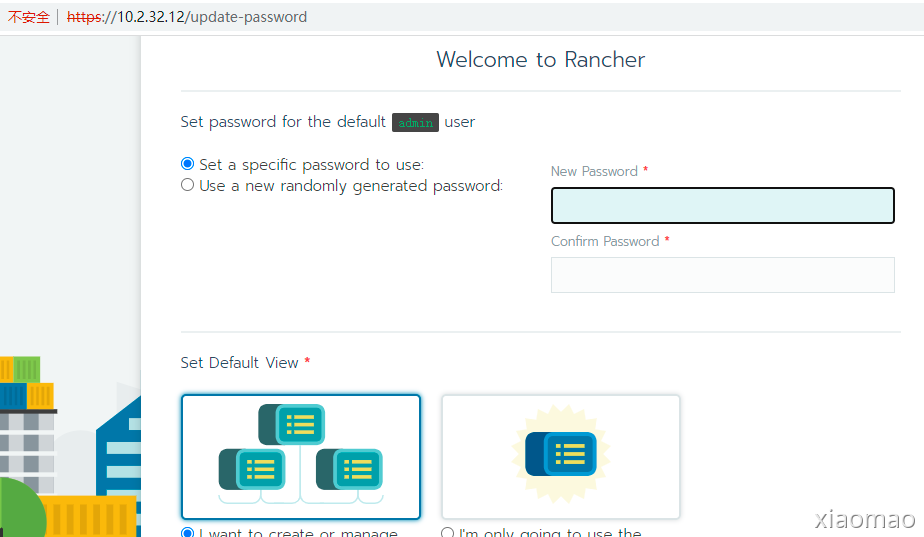 不安全 | https://10.2.32.12/update-password
Welcome to Rancher
Set password for the default admin user
Set a specific password to use:
Use a new randomly generated password:
New Password *
Confirm Password *
Set Default View *
I want to create or manage
I'm only going to use the
xiaomao